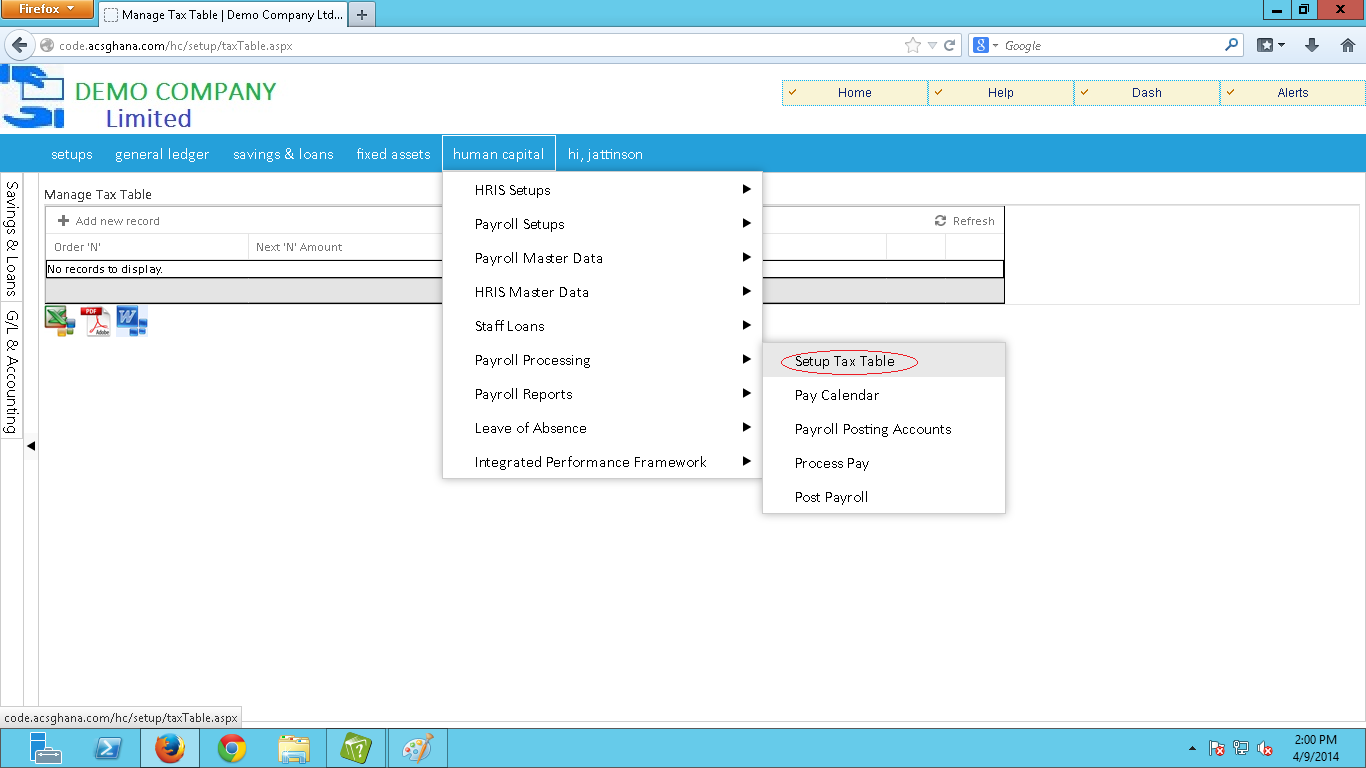 Firefox
Manage Tax Table | Demo Company Ltd...
code.acsghana.com/hc/setup/taxTable.aspx
Google
DEMO COMPANY
Limited
Home
Help
Dash
Alerts
setups
general ledger
savings & loans
fixed assets
human capital
hi, jattinson
Savings & Loans
G/L & Accounting
Manage Tax Table
Add new record
Refresh
Order 'N'
Next 'N' Amount
No records to display.
HRIS Setups
Payroll Setups
Payroll Master Data
HRIS Master Data
Staff Loans
Payroll Processing
Payroll Reports
Leave of Absence
Integrated Performance Framework
Setup Tax Table
Pay Calendar
Payroll Posting Accounts
Process Pay
Post Payroll
PDF
Adobe
code.acsghana.com/hc/setup/taxTable.aspx
2:00 PM
4/9/2014